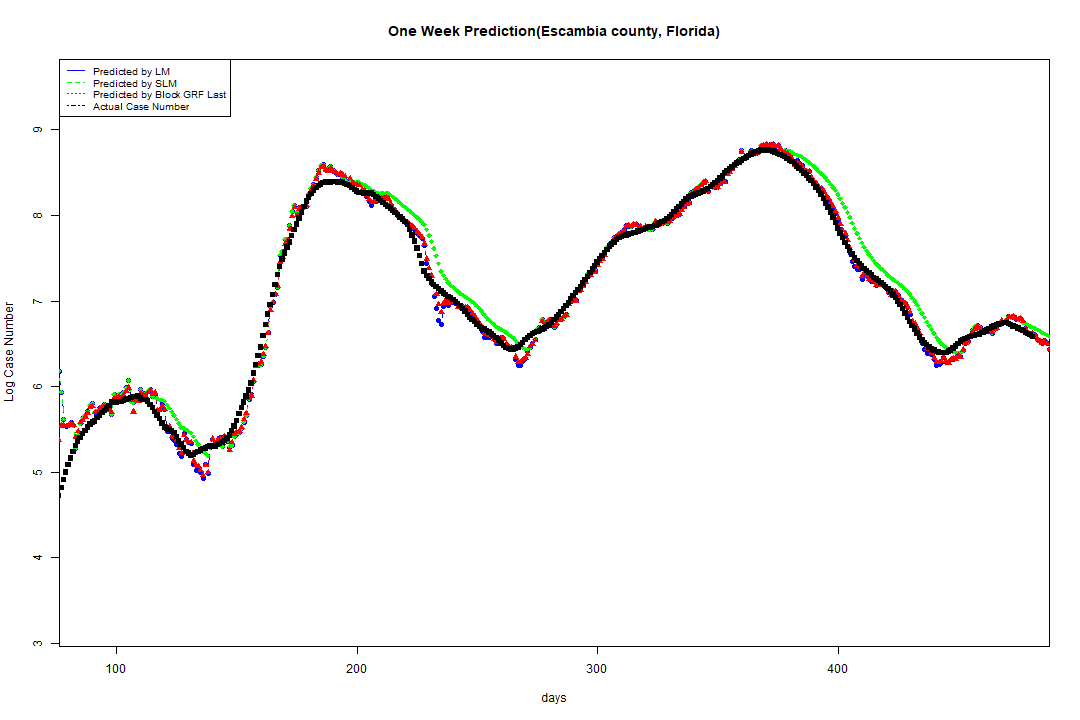 One Week Prediction(Escambia county, Florida)
Predicted by LM
Predicted by SLM
Predicted by Block GRF Last
Actual Case Number
9
8
7
6
5
4
3
Log Case Number
100 200 300 400
days